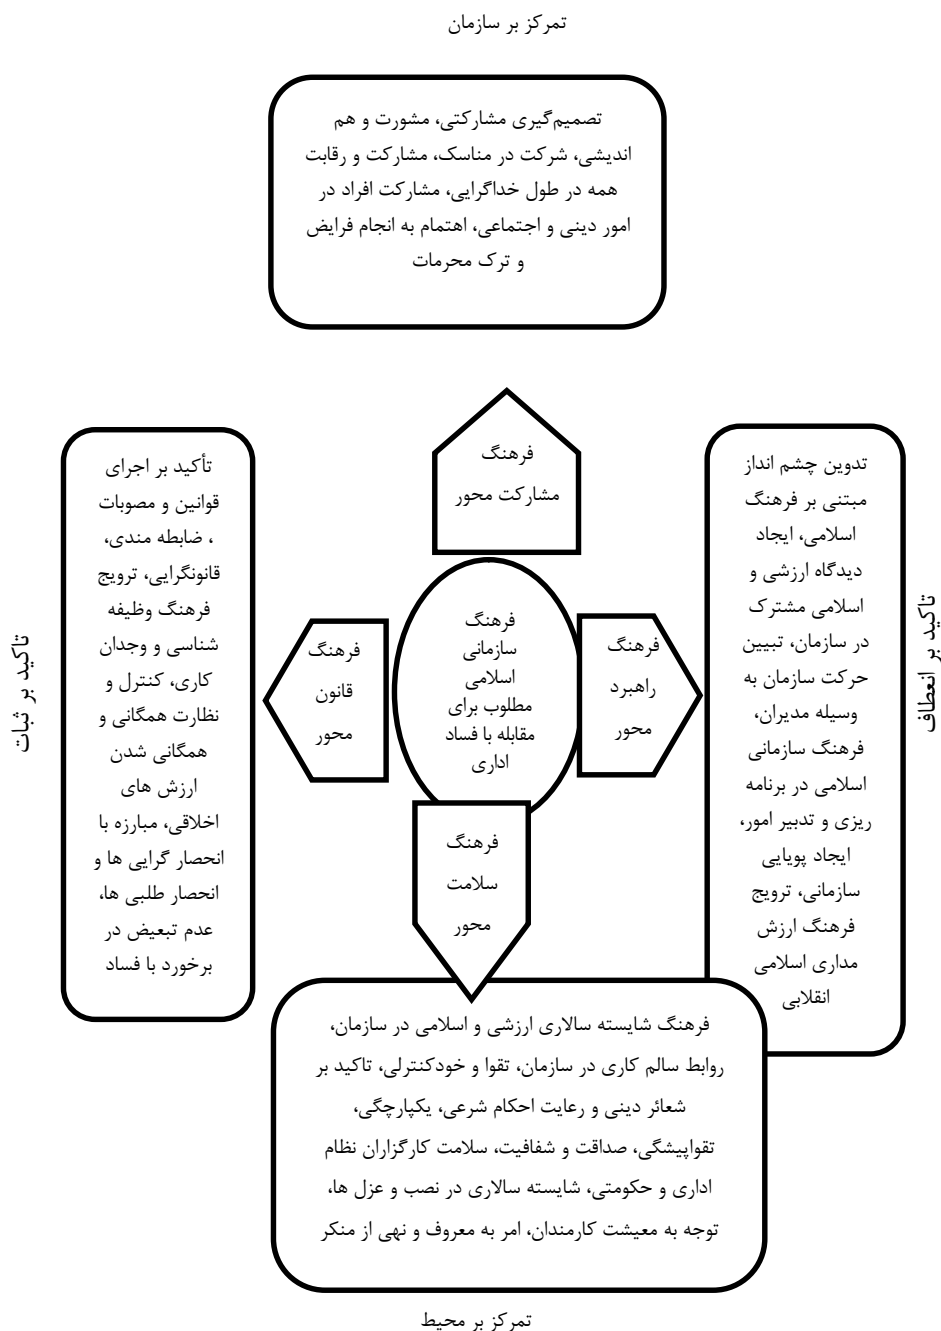 تمرکز بر سازمان
تصمیم‌گیری مشارکتی، مشورت و هم
اندیشی، شرکت در مناسک، مشارکت و رقابت
همه در طول خداگرایی، مشارکت افراد در
امور دینی و اجتماعی، اهتمام به انجام فرایض
و ترک محرمات
فرهنگ
مشارکت محور
تاکید بر انعطاف
تدوین چشم انداز
مبتنی بر فرهنگ
اسلامی، ایجاد
دیدگاه ارزشی و
اسلامی مشترک
در سازمان، تبیین
حرکت سازمان به
وسیله مدیران،
فرهنگ سازمانی
اسلامی در برنامه
ریزی و تدبیر امور،
ایجاد پویایی
سازمانی، ترویج
فرهنگ ارزش
مداری اسلامی
انقلابی
فرهنگ
راهبرد
محور
فرهنگ
سازمانی
اسلامی
مطلوب برای
مقابله با فساد
اداری
فرهنگ
قانون
محور
تأکید بر اجرای
قوانین و مصوبات
، ضابطه مندی،
قانونگرایی، ترویج
فرهنگ وظیفه
شناسی و وجدان
کاری، کنترل و
نظارت همگانی و
همگانی شدن
ارزش های
اخلاقی، مبارزه با
انحصار گرایی ها و
انحصار طلبی ها،
عدم تبعیض در
برخورد با فساد
تاکید بر ثبات
فرهنگ
سلامت
محور
فرهنگ شایسته سالاری ارزشی و اسلامی در سازمان،
روابط سالم کاری در سازمان، تقوا و خودکنترلی، تاکید بر
شعائر دینی و رعایت احکام شرعی، یکپارچگی،
تقواپیشگی، صداقت و شفافیت، سلامت کارگزاران نظام
اداری و حکومتی، شایسته سالاری در نصب و عزل ها،
توجه به معیشت کارمندان، امر به معروف و نهی از منکر
تمرکز بر محیط